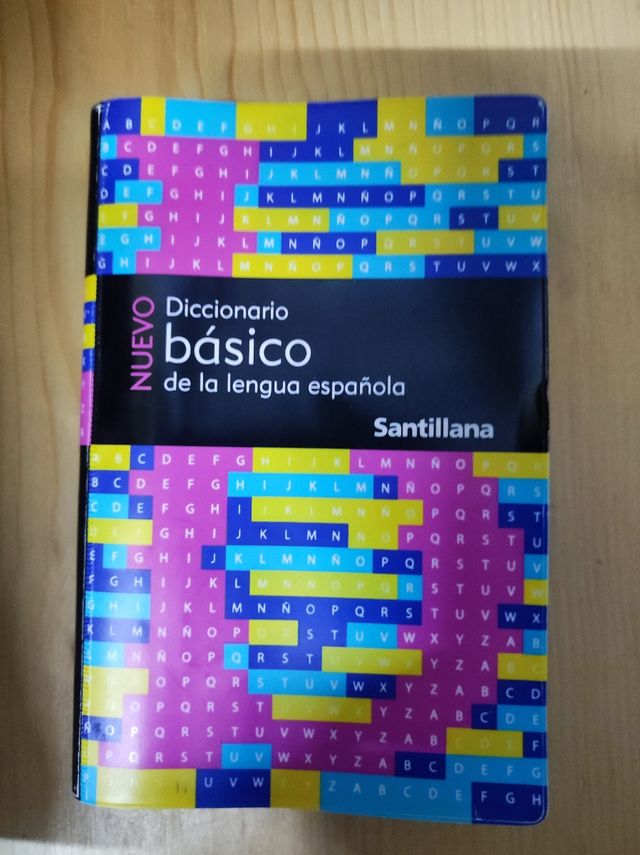 A B C D E F G H I J K L M N Ñ O P Q R
B C D E F G H I J K L M N Ñ O P Q R S
C D E F G H I J K L M N Ñ O P Q R S T
D E F G H I J K L M N Ñ O P Q R S T U
E F G H I J K L M N Ñ O P Q R S T U V
E G H I J K L M N Ñ O P Q R S T U V W
G H I J K L M N Ñ O P Q R S T U V W X
NUEVO
Diccionario
básico
de la lengua española
Santillana
A B C D E F G H I J K L M N Ñ O P Q R
B C D E F G H I J K L M N Ñ O P Q R S
C D E F G H I J K L M N Ñ O P Q R S T
D E F G H I J K L M N N O P Q R S T U
E F G H I J K L M N Ñ O P Q R S T U V
F G H I J K L M N N O P Q R S T U V W
G H I J K L M N Ñ O P Q R S T U V W X
K L M N Ñ O P Q R S T U V W X Y Z A B
M N Ñ O P Q R S T U V W X Y Z A B C
X O P Q R S T U V W X Y Z A B C D
O P Q R S T U V W X Y Z A B C D E
Ñ O P Q R S T U V W X Y Z A B C D E F
P Q R S T U V W X Y Z A B C D E F G
S U V W X Y Z A B C D E F G H